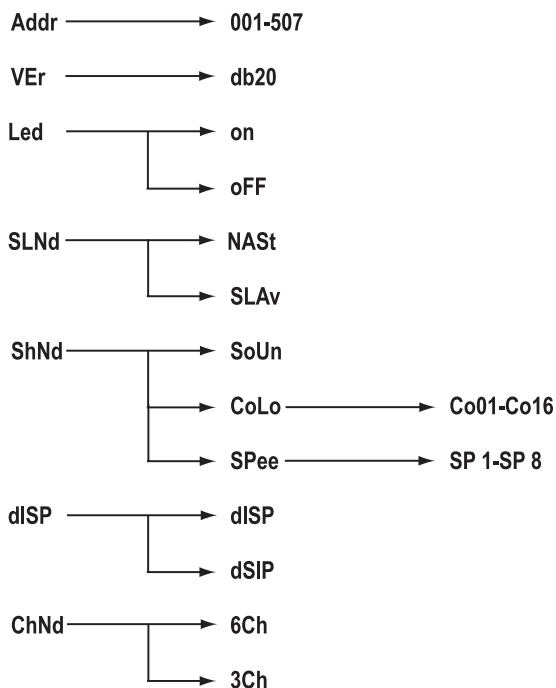 Addr 001-507
VEr db20
Led on
oFF
SLNd NASt
SLAv
ShNd SoUn
CoLo Co01-Co16
SPee SP 1-SP 8
dISP dISP
dSIP
ChNd 6Ch
3Ch